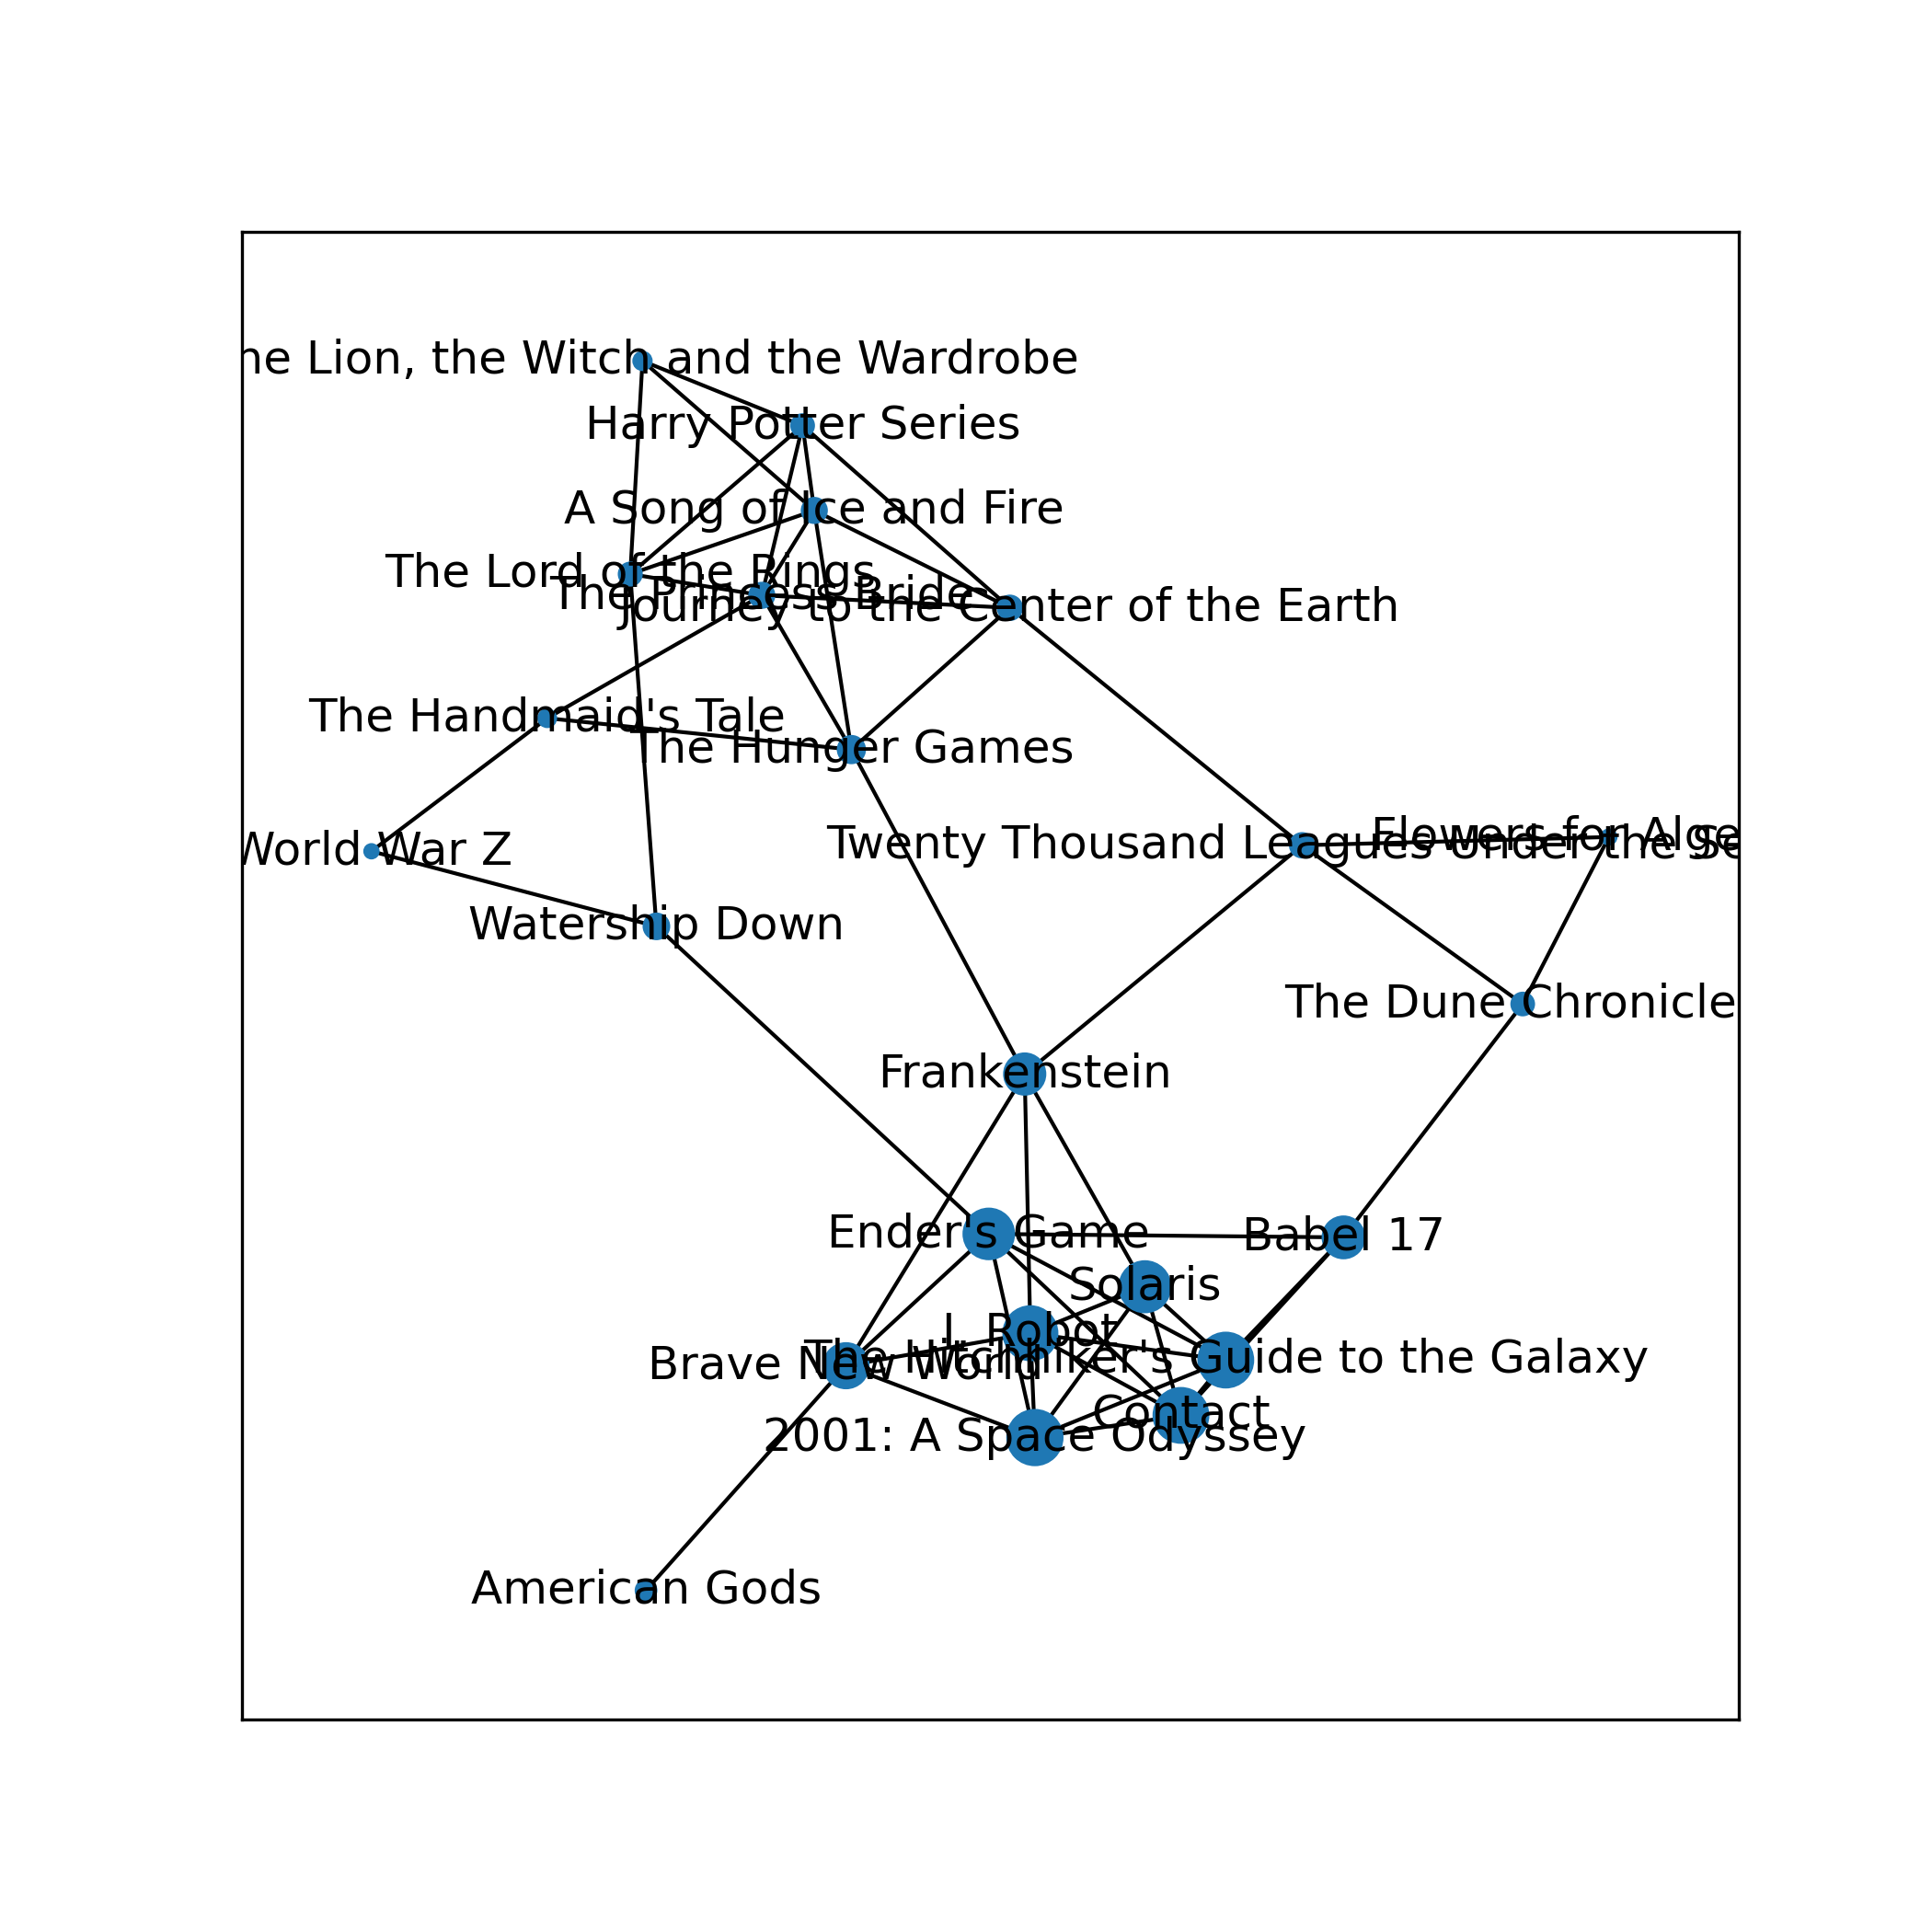 he Lion, the Witch and the Wardrobe
Harry Potter Series
A Song of Ice and Fire
The Lord of the Rings
The Princess Bride
Journey to the Center of the Earth
The Handmaid's Tale
The Hunger Games
Twenty Thousand Leagues Under the Se
Flowers for Alge
World War Z
Watership Down
The Dune Chronicle
Frankenstein
Ender's Game
Babel 17
Solaris
I, Robot
The Hitchhiker's Guide to the Galaxy
Brave New World
Contact
2001: A Space Odyssey
American Gods